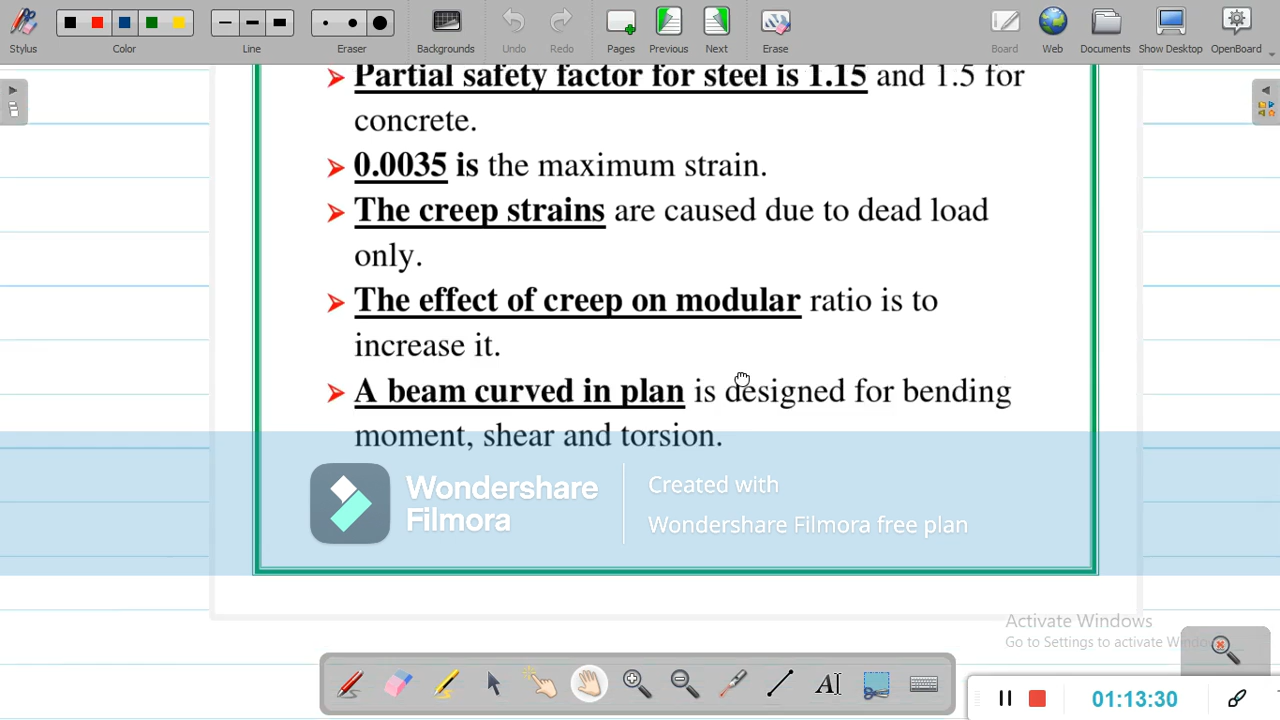 Stylus Color Line Eraser Backgrounds Undo Redo Pages Previous Next Erase Board Web Documents Show Desktop OpenBoard
Partial safety factor for steel is 1.15 and 1.5 for
concrete.
0.0035 is the maximum strain.
The creep strains are caused due to dead load
only.
The effect of creep on modular ratio is to
increase it.
A beam curved in plan is designed for bending
moment, shear and torsion.
Wondershare
Filmora
Created with
Wondershare Filmora free plan
Activate Windows
Go to Settings to activate
AI
01:13:30